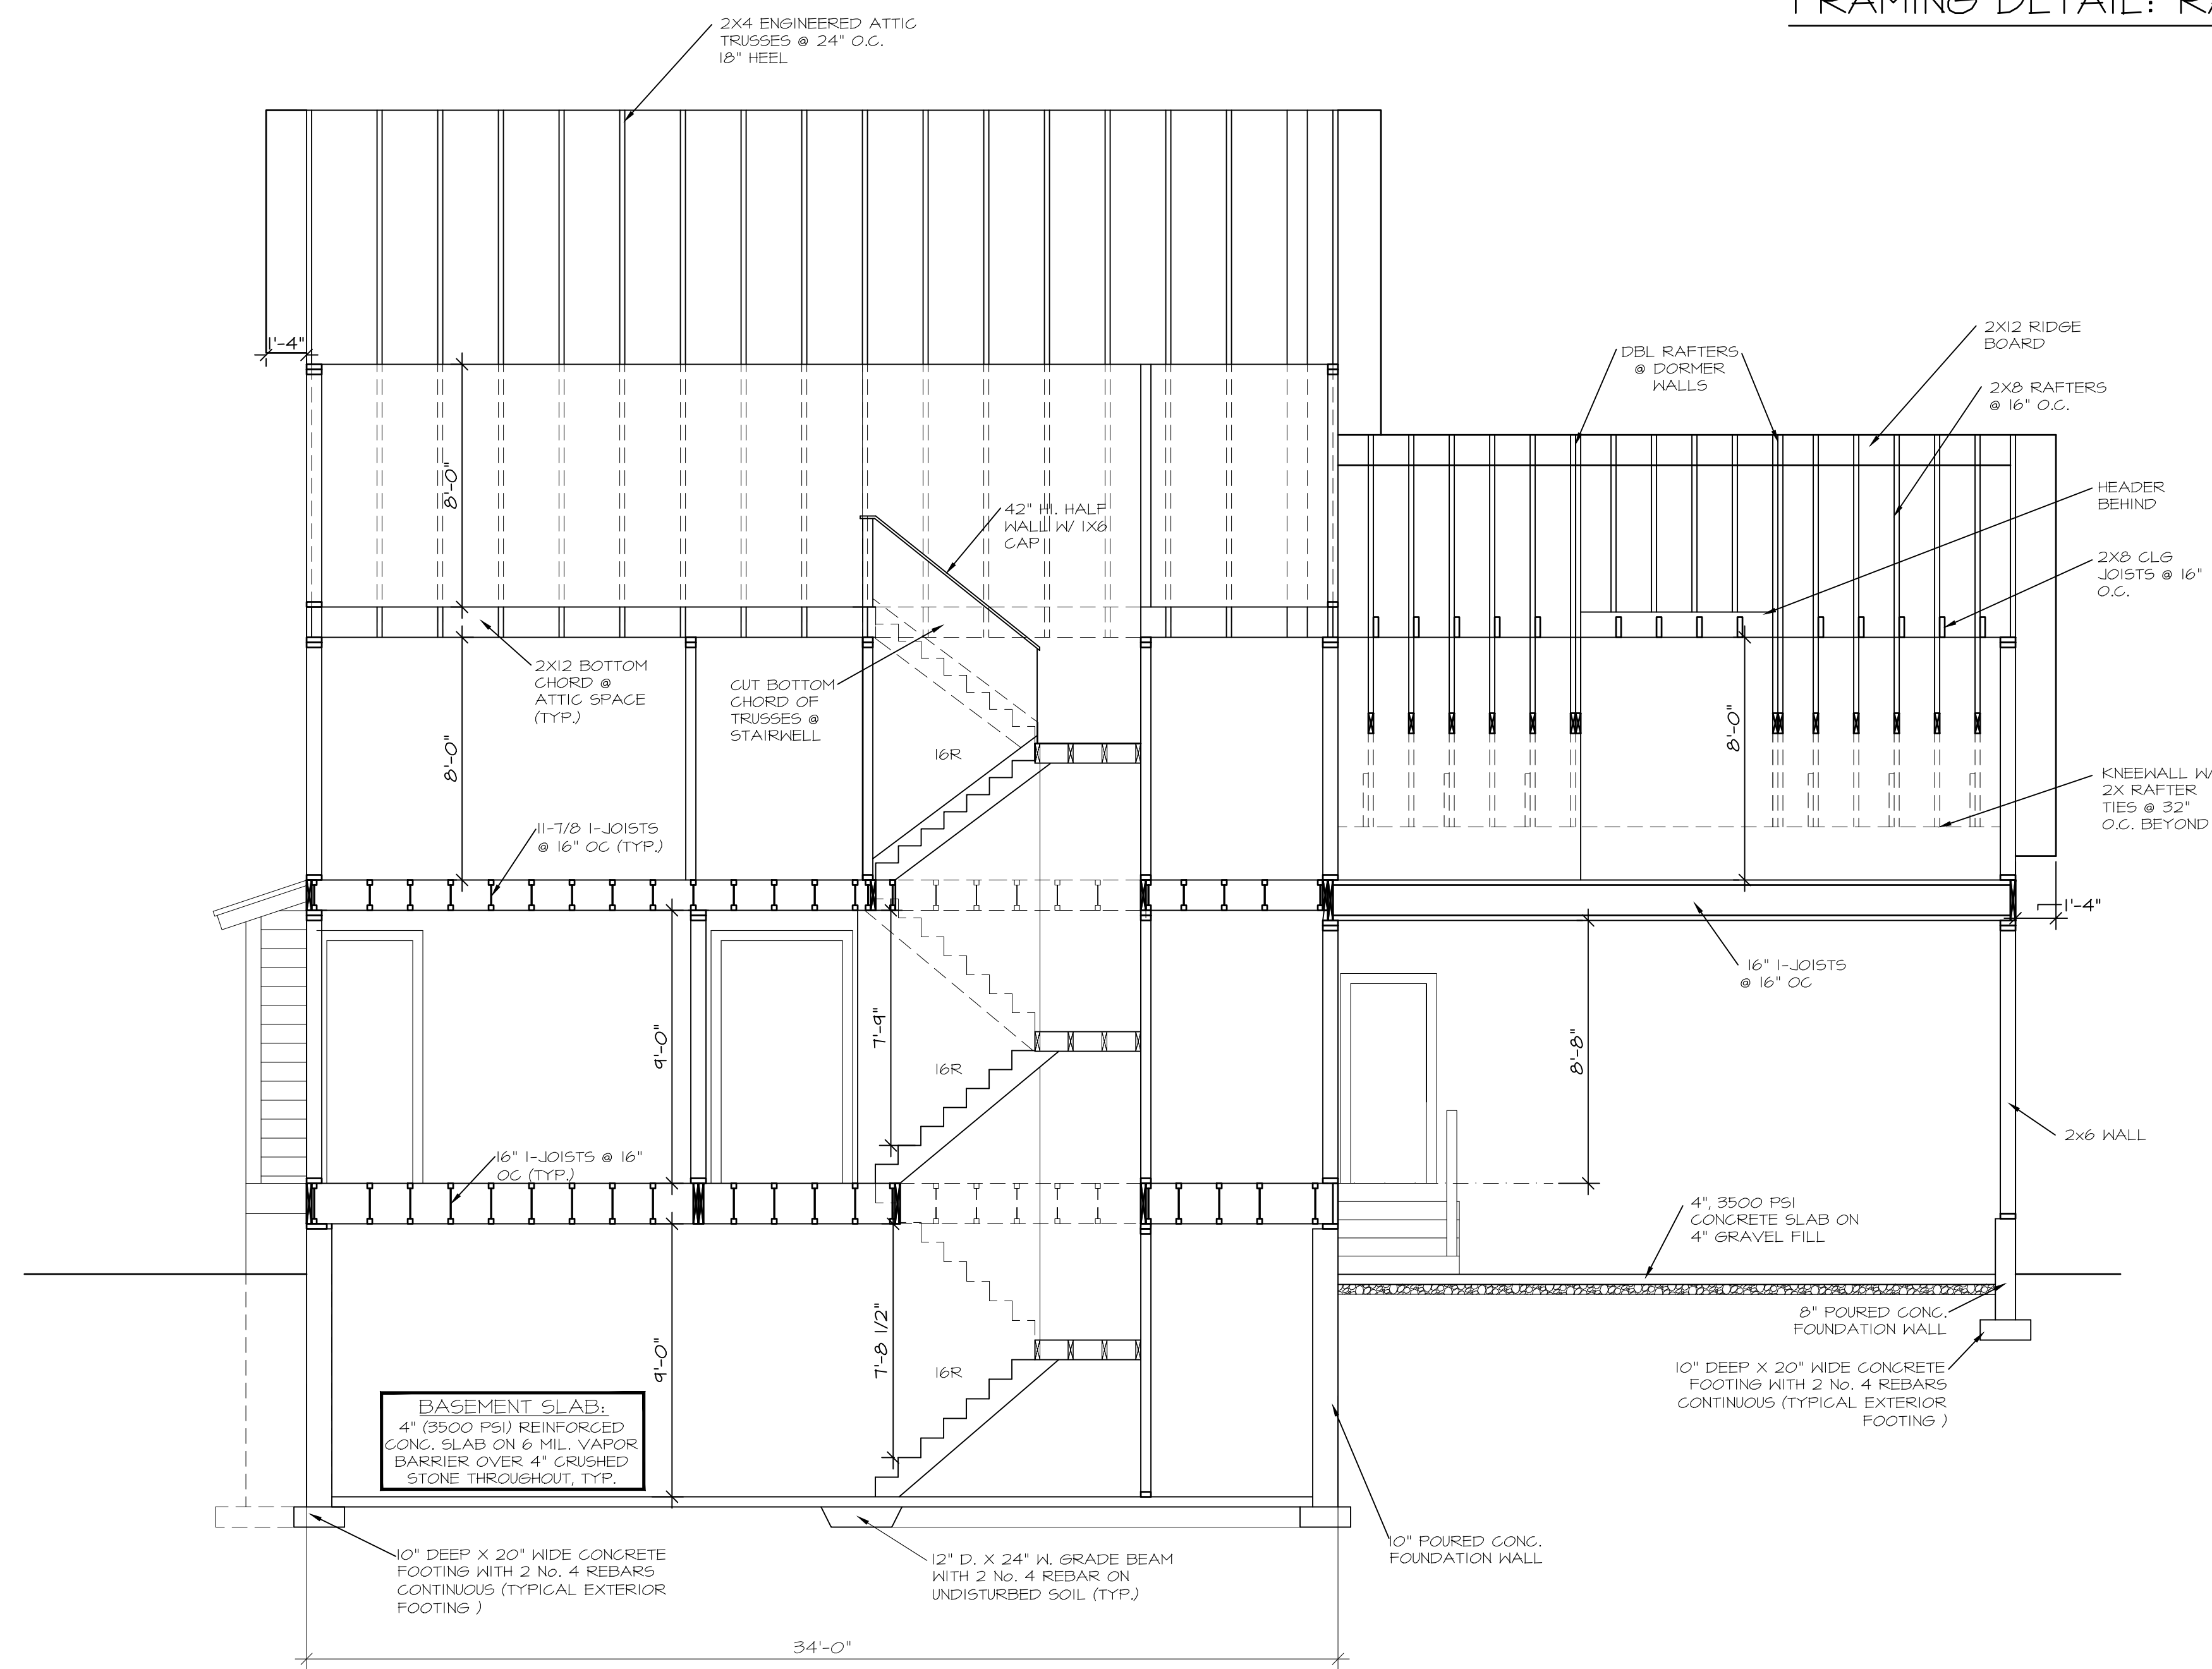 FRAMING DETAIL:
2X4 ENGINEERED ATTIC
TRUSSES @ 24" O.C.
18" HEEL
1'-4"
2X12 RIDGE
BOARD
DBL RAFTERS
@ DORMER
WALLS
2X8 RAFTERS
@ 16" O.C.
8'-0"
HEADER
BEHIND
42" HI. HALF
WALL W/ 1X6
CAP
2X8 CLG
JOISTS @ 16"
O.C.
2X12 BOTTOM
CHORD @
ATTIC SPACE
(TYP.)
CUT BOTTOM
CHORD OF
TRUSSES @
STAIRWELL
8'-0"
16R
8'-0"
KNEEWALL W/
2X RAFTER
TIES @ 32"
O.C. BEYOND
11-7/8 I-JOISTS
@ 16" OC (TYP.)
1'-4"
16" I-JOISTS
@ 16" OC
9'-0"
7'-9"
16R
8'-8"
2x6 WALL
16" I-JOISTS @ 16"
OC (TYP.)
4", 3500 PSI
CONCRETE SLAB ON
4" GRAVEL FILL
8" POURED CONC.
FOUNDATION WALL
9'-0"
7'-8 1/2"
16R
10" DEEP X 20" WIDE CONCRETE
FOOTING WITH 2 No. 4 REBARS
CONTINUOUS (TYPICAL EXTERIOR
FOOTING )
BASEMENT SLAB:
4" (3500 PSI) REINFORCED
CONC. SLAB ON 6 MIL. VAPOR
BARRIER OVER 4" CRUSHED
STONE THROUGHOUT, TYP.
10" DEEP X 20" WIDE CONCRETE
FOOTING WITH 2 No. 4 REBARS
CONTINUOUS (TYPICAL EXTERIOR
FOOTING )
12" D. X 24" W. GRADE BEAM
WITH 2 No. 4 REBAR ON
UNDISTURBED SOIL (TYP.)
10" POURED CONC.
FOUNDATION WALL
34'-0"